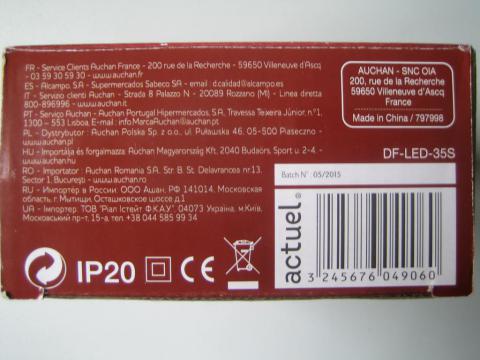 FR - Service Clients Auchan France - 200 rue de la Recherche - 59650 Villeneuve d'Ascq
- 03 59 30 59 30 - www.auchan.fr
ES - Alcampo, S.A - Supermercados Sabeco SA - email : d.calidad@alcampo.es
IT - Servizio clienti Auchan - Strada 8 Palazzo N - 20089 Rozzano (MI) - Linea diretta
800-896996 - www.auchan.it
PT - Serviço Auchan Portugal Hipermercados, S.A., Travessa Teixeira Júnior, n.° 1,
1300 – 553 Lisboa. E-mail: info.MarcaAuchan@auchan.pt
PL - Dystrybutor : Auchan Polska Sp. z o.o., ul. Puławska 46, 05-500 Piaseczno -
www.auchan.pl
HU - Importálja és forgalmazza: Auchan Magyarország Kft, 2040 Budaörs, Sport u 2-4. -
www.auchan.hu
RO - Importator : Auchan Romania S.A. Str. B. St. Delavrancea nr.13,
Sector 1, Bucuresti - www.auchan.ro
RU - Импортёр в РФ: ООО Ашан, РФ 141014, Московская область,
г. Мытищи, Осташковское шоссе д.1
UA - Імпортер: ТОВ "Ріал Істейт Ф.К.А.У." 04073 Україна, м.Київ,
Московський пр-т, 15-а, тел. +38 044 585 99 34
AUCHAN - SNC OIA
200, rue de la Recherche
59650 Villeneuve d'Ascq
France
Made in China / 797998
DF-LED-35S
Batch N° : 05/2015
actuel
IP20
CE
3 245676 049060